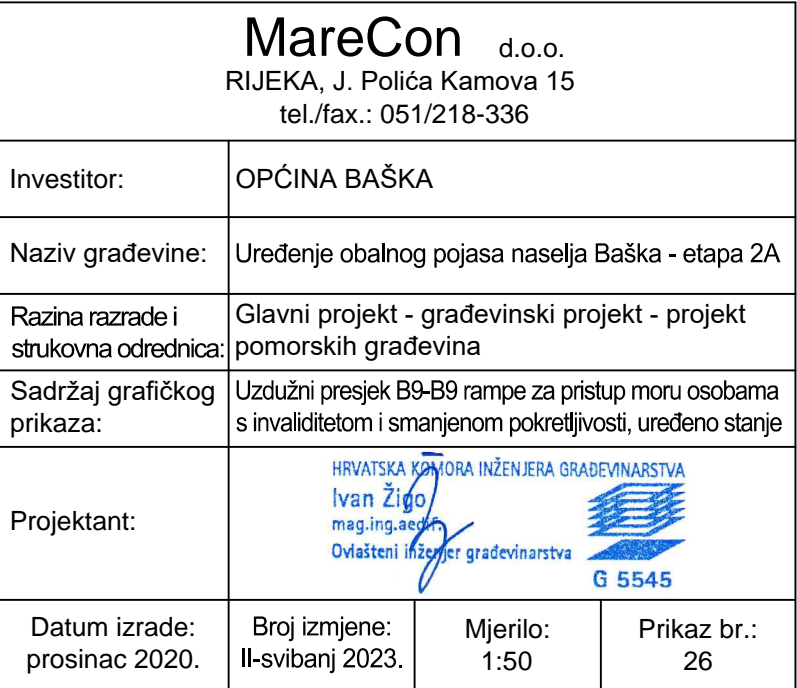 MareCon d.o.o.
RIJEKA, J. Polića Kamova 15
tel./fax.: 051/218-336
Investitor:
OPĆINA BAŠKA
Naziv građevine:
Uređenje obalnog pojasa naselja Baška - etapa 2A
Razina razrade i
strukovna odrednica:
Glavni projekt - građevinski projekt - projekt
pomorskih građevina
Sadržaj grafičkog
prikaza:
Uzdužni presjek B9-B9 rampe za pristup moru osobama
s invaliditetom i smanjenom pokretljivosti, uređeno stanje
Projektant:
HRVATSKA KOMORA INŽENJERA GRAĐEVINARSTVA
Ivan Žigo
mag.ing.aedif.
Ovlašteni inženjer građevinarstva
G 5545
Datum izrade:
prosinac 2020.
Broj izmjene:
II-svibanj 2023.
Mjerilo:
1:50
Prikaz br.:
26